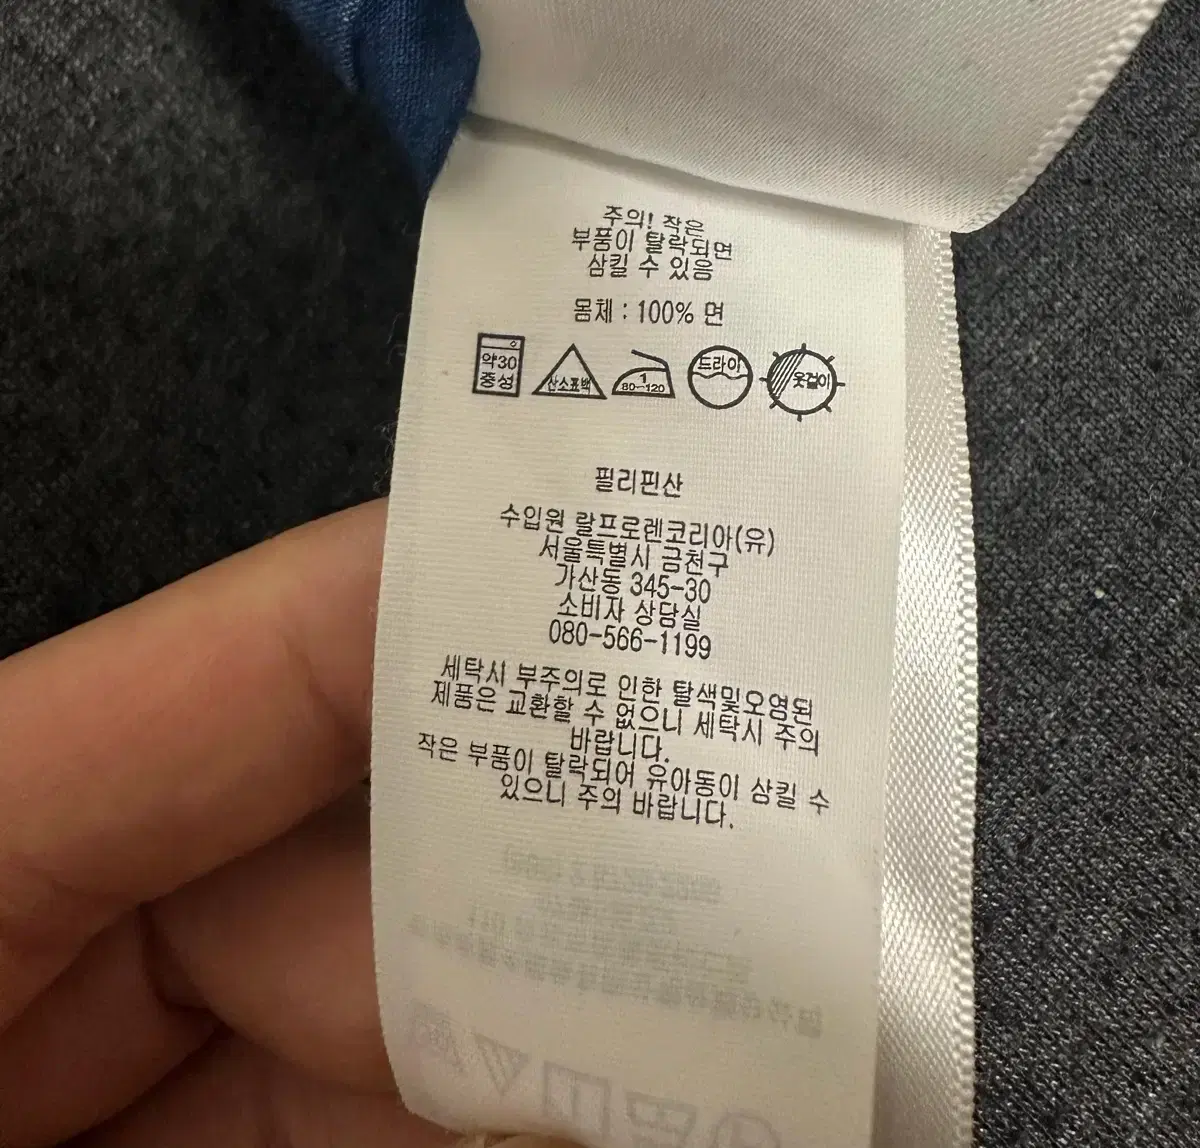 주의! 작은
부품이 탈락되면
삼킬 수 있음
몸체 : 100% 면
약30
중성
산소표백
1
80~120
드라이
옷걸이
필리핀산
수입원 랄프로렌코리아(유)
서울특별시 금천구
가산동 345-30
소비자 상담실
080-566-1199
세탁시 부주의로 인한 탈색및오염된
제품은 교환할 수 없으니 세탁시 주의
바랍니다.
작은 부품이 탈락되어 유아동이 삼킬 수
있으니 주의 바랍니다.